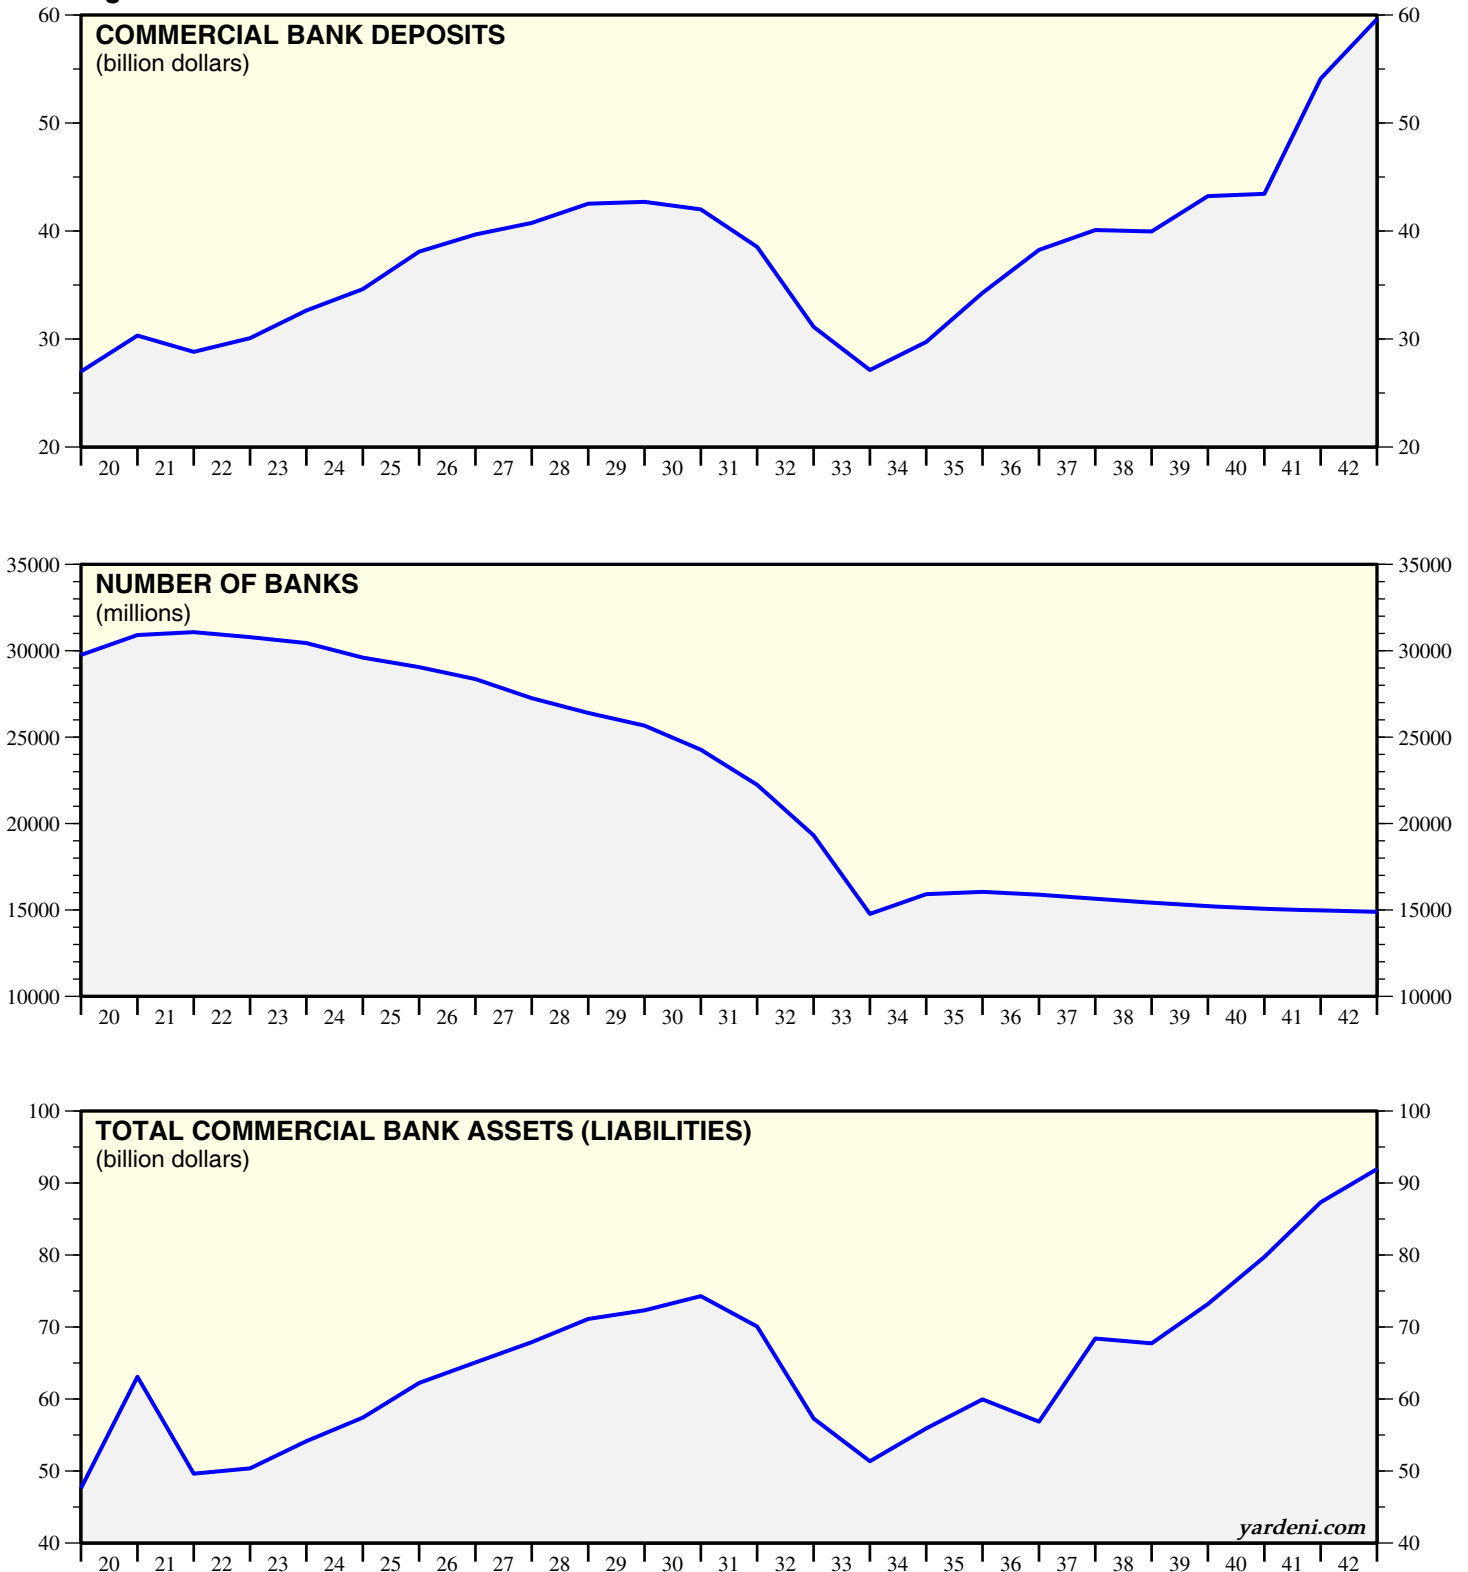 COMMERCIAL BANK DEPOSITS
(billion dollars)
60 60
50 50
40 40
30 30
20 20
20 21 22 23 24 25 26 27 28 29 30 31 32 33 34 35 36 37 38 39 40 41 42
NUMBER OF BANKS
(millions)
35000 35000
30000 30000
25000 25000
20000 20000
15000 15000
10000 10000
20 21 22 23 24 25 26 27 28 29 30 31 32 33 34 35 36 37 38 39 40 41 42
TOTAL COMMERCIAL BANK ASSETS (LIABILITIES)
(billion dollars)
100 100
90 90
80 80
70 70
60 60
50 50
yardeni.com
40 40
20 21 22 23 24 25 26 27 28 29 30 31 32 33 34 35 36 37 38 39 40 41 42